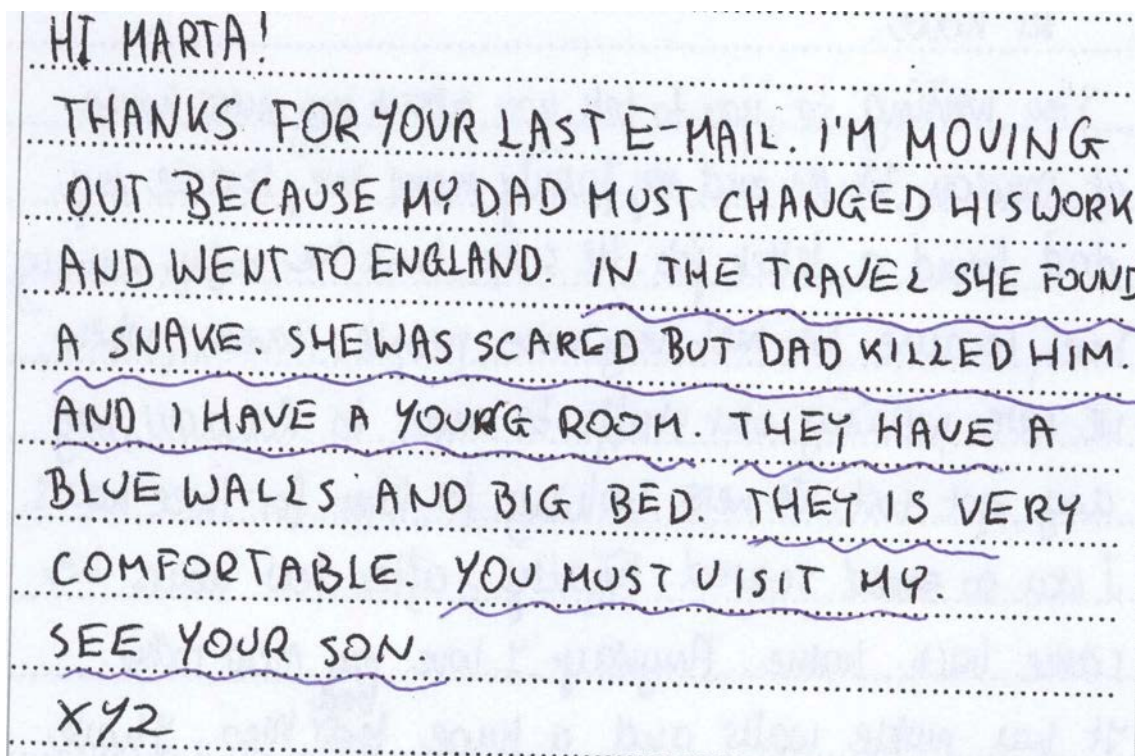 HI MARTA!
THANKS FOR YOUR LAST E-MAIL. I'M MOVING
OUT BECAUSE MY DAD MUST CHANGED HIS WORK
AND WENT TO ENGLAND. IN THE TRAVEL SHE FOUND
A SNAKE. SHE WAS SCARED BUT DAD KILLED HIM.
AND I HAVE A YOUNG ROOM. THEY HAVE A
BLUE WALLS AND BIG BED. THEY IS VERY
COMFORTABLE. YOU MUST VISIT MY.
SEE YOUR SON.
XYZ